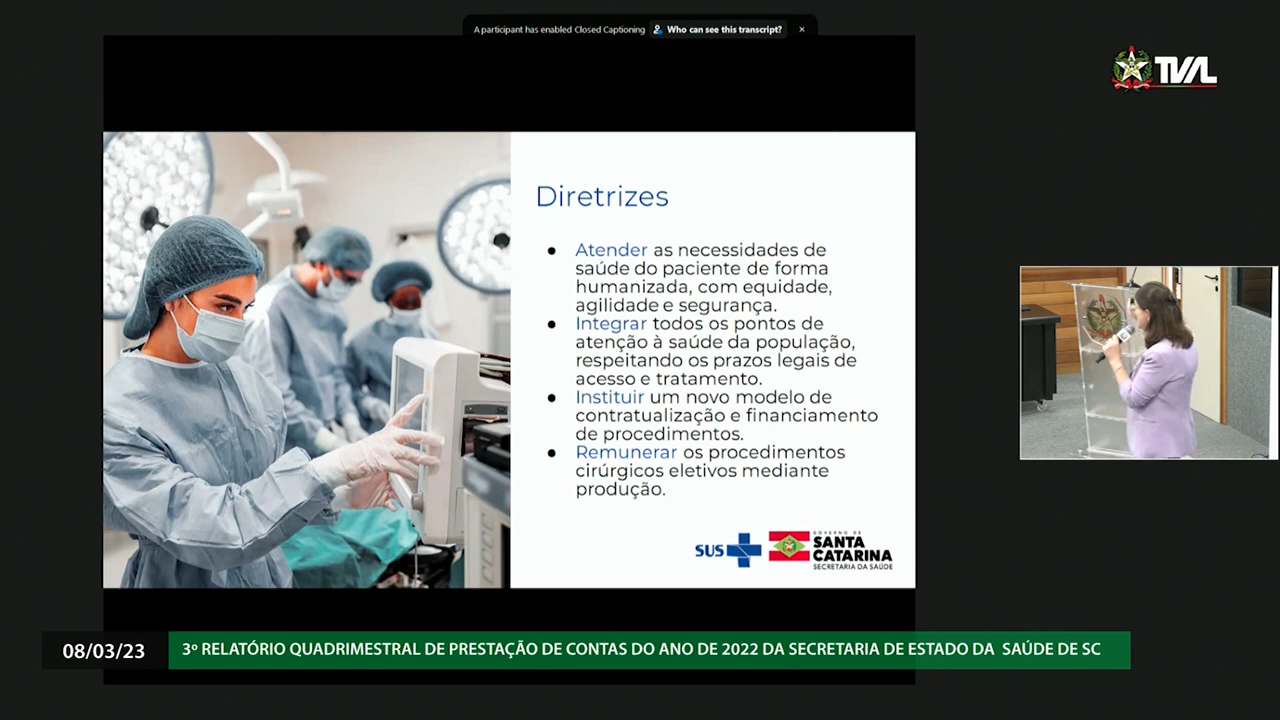 A participant has enabled Closed Captioning Who can see this transcript? ×
TVAL
Diretrizes
• Atender as necessidades de
saúde do paciente de forma
humanizada, com equidade,
agilidade e segurança.
• Integrar todos os pontos de
atenção à saúde da população,
respeitando os prazos legais de
acesso e tratamento.
• Instituir um novo modelo de
contratualização e financiamento
de procedimentos.
• Remunerar os procedimentos
cirúrgicos eletivos mediante
produção.
SUS
GOVERNO DE
SANTA
CATARINA
SECRETARIA DA SAÚDE
08/03/23
3º RELATÓRIO QUADRIMESTRAL DE PRESTAÇÃO DE CONTAS DO ANO DE 2022 DA SECRETARIA DE ESTADO DA SAÚDE DE SC